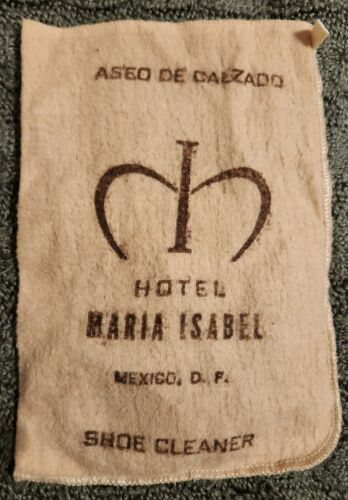 ASEO DE CALZADO
HOTEL
MARIA ISABEL
MEXICO, D. F.
SHOE CLEANER